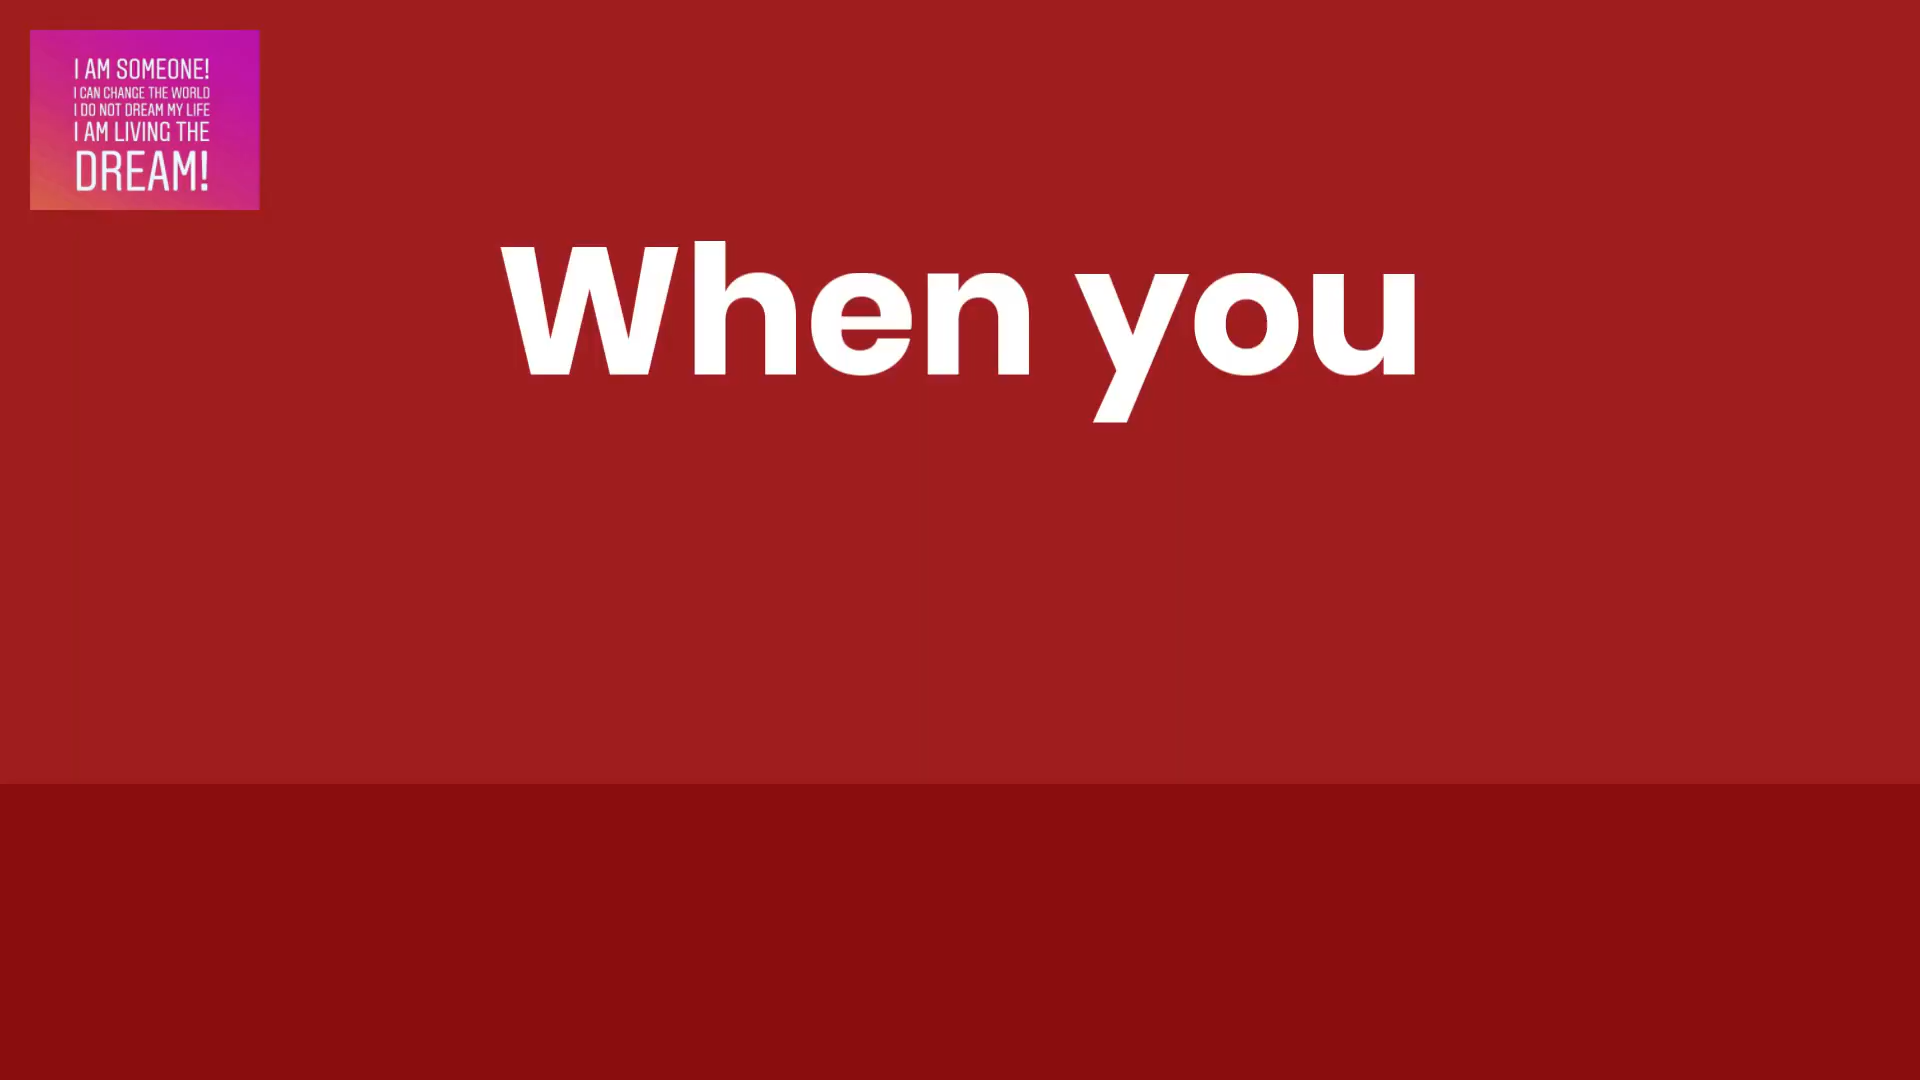 I AM SOMEONE!
I CAN CHANGE THE WORLD
I DO NOT DREAM MY LIFE
I AM LIVING THE
DREAM!
When you